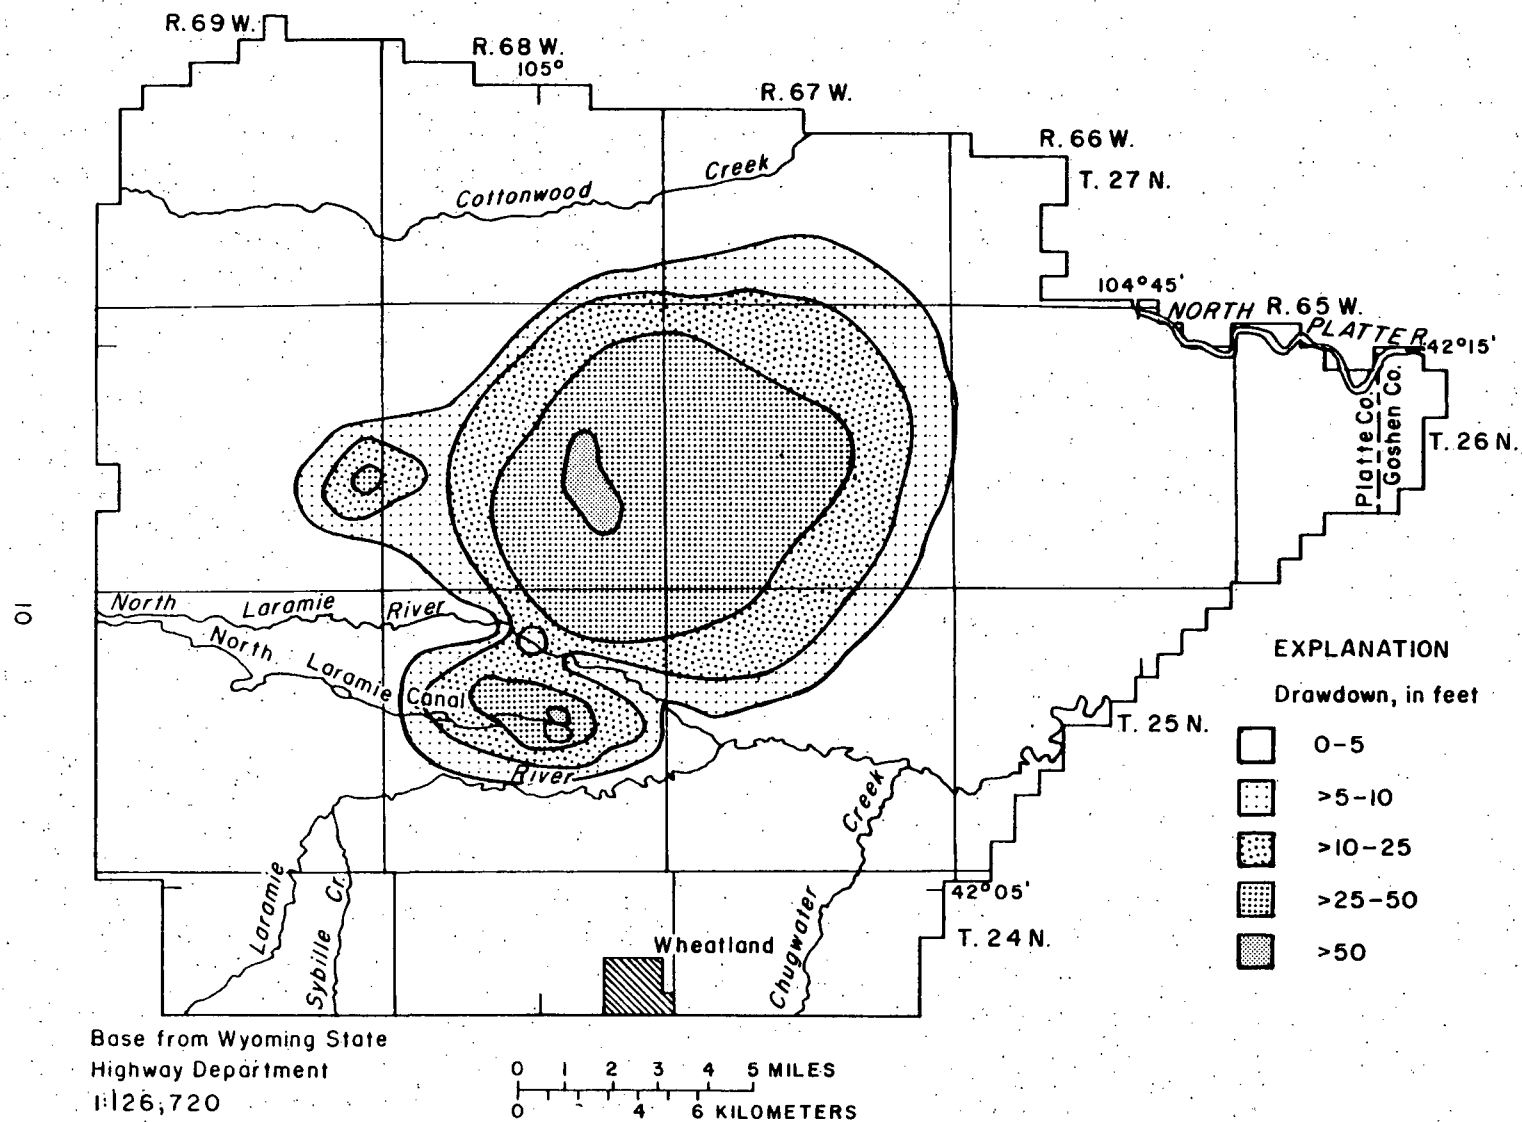 R. 69 W.
R. 68 W.
105°
R. 67 W.
R. 66 W.
T. 27 N.
Cottonwood Creek
104°45'
NORTH PLATTE R.
R. 65 W.
42°15'
Platte Co.
Goshen Co.
T. 26 N.
10
North Laramie River
North Laramie Canal
River
T. 25 N.
Creek
Laramie
Sybille Cr.
Chugwater
42°05'
T. 24 N.
Wheatland
EXPLANATION
Drawdown, in feet
0-5
>5-10
>10-25
>25-50
>50
Base from Wyoming State
Highway Department
1:126,720
0 1 2 3 4 5 MILES
0 4 6 KILOMETERS